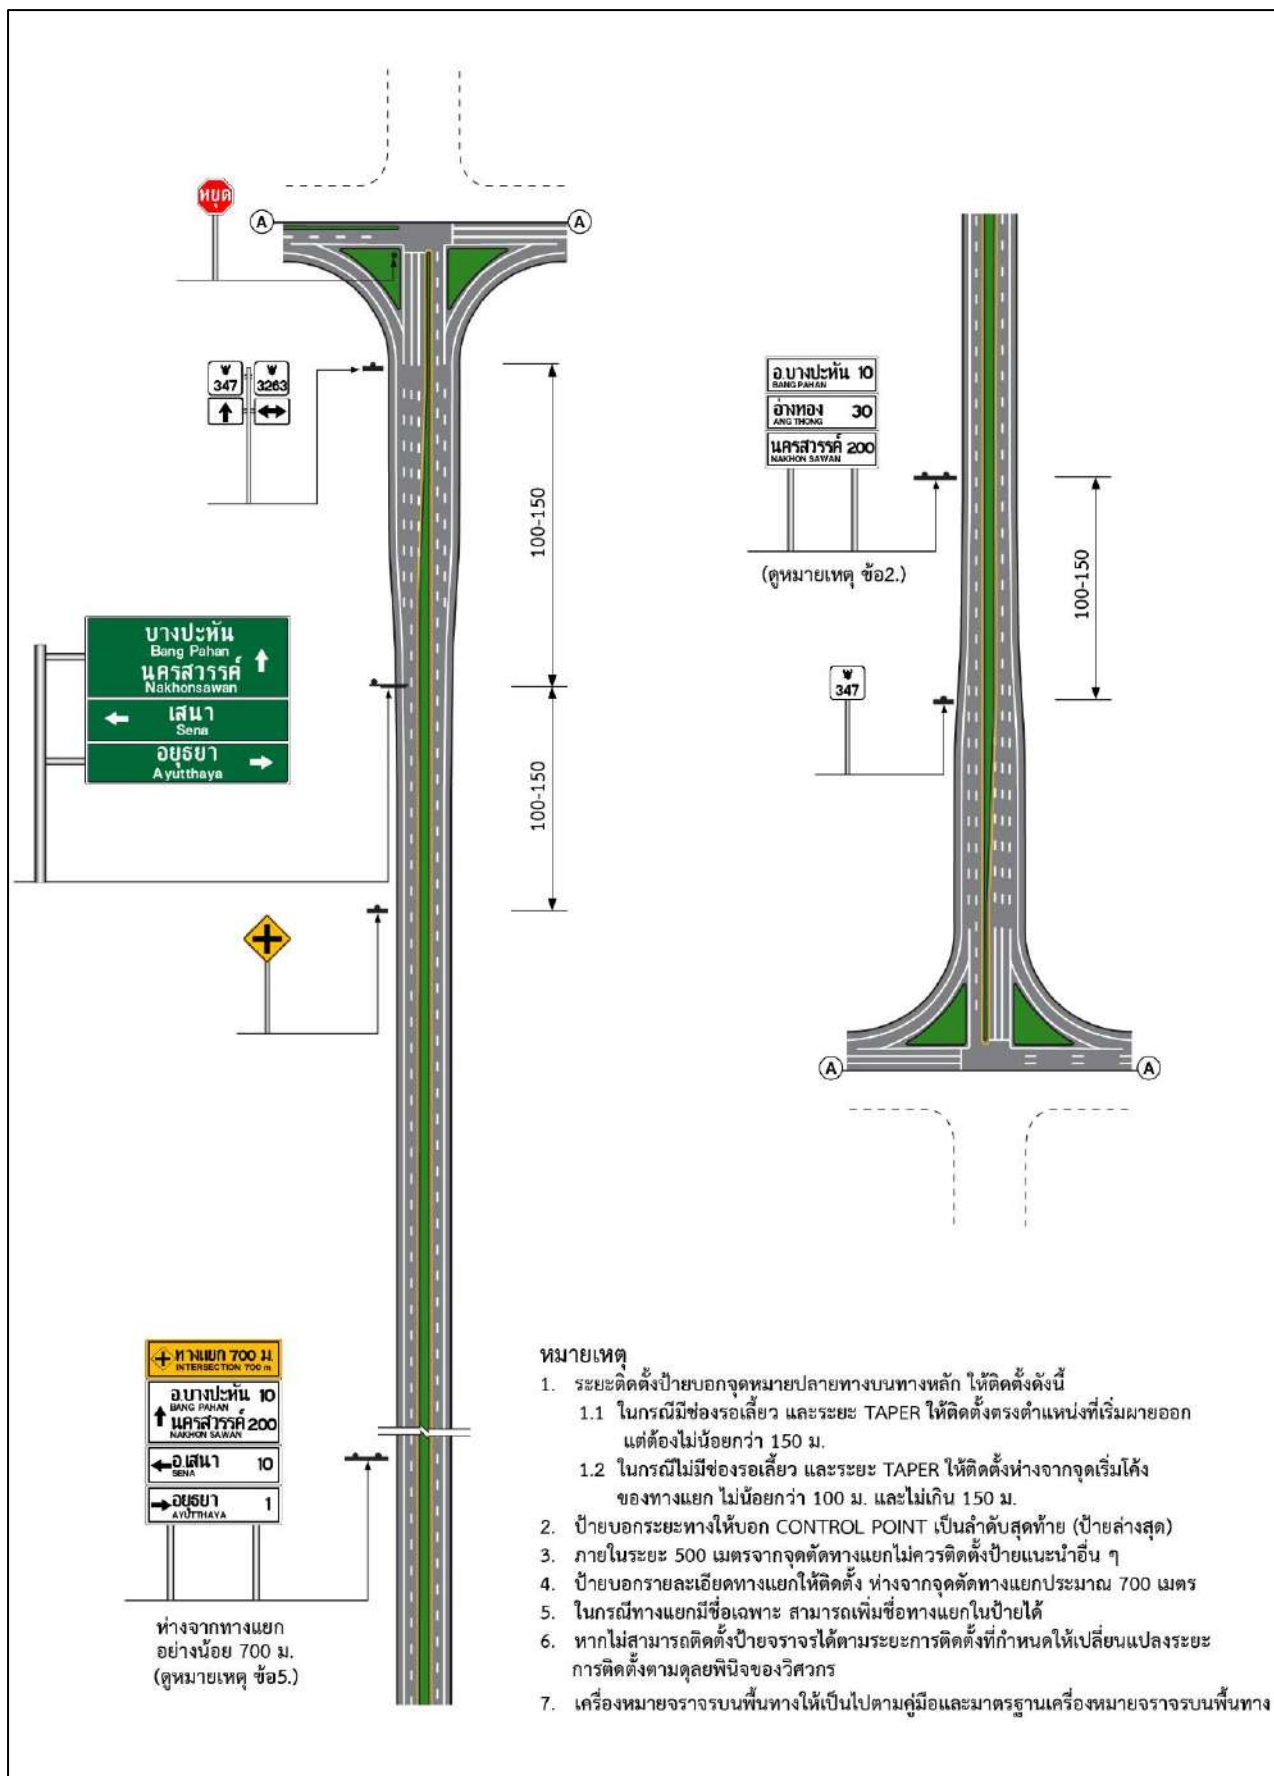 หยุด
A
A
347
3263
100-150
บางปะหัน
Bang Pahan
นครสวรรค์
Nakhonsawan
เสนา
Sena
อยุธยา
Ayutthaya
100-150
อ.บางปะหัน 10
BANG PAHAN
อ่างทอง 30
ANG THONG
นครสวรรค์ 200
NAKHON SAWAN
(ดูหมายเหตุ ข้อ2.)
100-150
347
A
A
ทางแยก 700 ม.
INTERSECTION 700 m
อ.บางปะหัน 10
BANG PAHAN
นครสวรรค์ 200
NAKHON SAWAN
อ.เสนา 10
SENA
อยุธยา 1
AYUTTHAYA
ห่างจากทางแยก
อย่างน้อย 700 ม.
(ดูหมายเหตุ ข้อ5.)
หมายเหตุ
1. ระยะติดตั้งป้ายบอกจุดหมายปลายทางบนทางหลัก ให้ติดตั้งดังนี้
1.1 ในกรณีมีช่องรอเลี้ยว และระยะ TAPER ให้ติดตั้งตรงตำแหน่งที่เริ่มผายออก
แต่ต้องไม่น้อยกว่า 150 ม.
1.2 ในกรณีไม่มีช่องรอเลี้ยว และระยะ TAPER ให้ติดตั้งห่างจากจุดเริ่มโค้ง
ของทางแยก ไม่น้อยกว่า 100 ม. และไม่เกิน 150 ม.
2. ป้ายบอกระยะทางให้บอก CONTROL POINT เป็นลำดับสุดท้าย (ป้ายล่างสุด)
3. ภายในระยะ 500 เมตรจากจุดตัดทางแยกไม่ควรติดตั้งป้ายแนะนำอื่น ๆ
4. ป้ายบอกรายละเอียดทางแยกให้ติดตั้ง ห่างจากจุดตัดทางแยกประมาณ 700 เมตร
5. ในกรณีทางแยกมีชื่อเฉพาะ สามารถเพิ่มชื่อทางแยกในป้ายได้
6. หากไม่สามารถติดตั้งป้ายจราจรได้ตามระยะการติดตั้งที่กำหนดให้เปลี่ยนแปลงระยะ
การติดตั้งตามดุลยพินิจของวิศวกร
7. เครื่องหมายจราจรบนพื้นทางให้เป็นไปตามคู่มือและมาตรฐานเครื่องหมายจราจรบนพื้นทาง